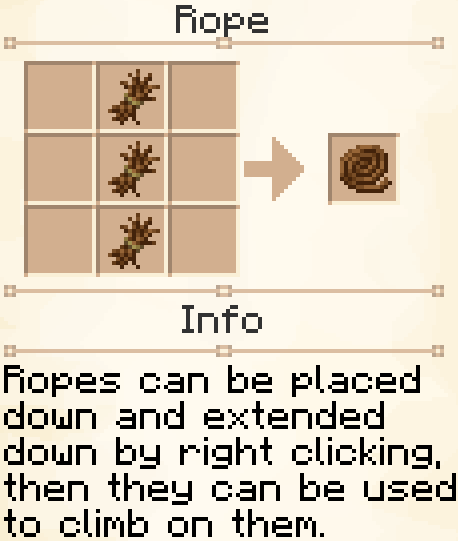 Rope
Info
Ropes can be placed
down and extended
down by right clicking,
then they can be used
to climb on them.